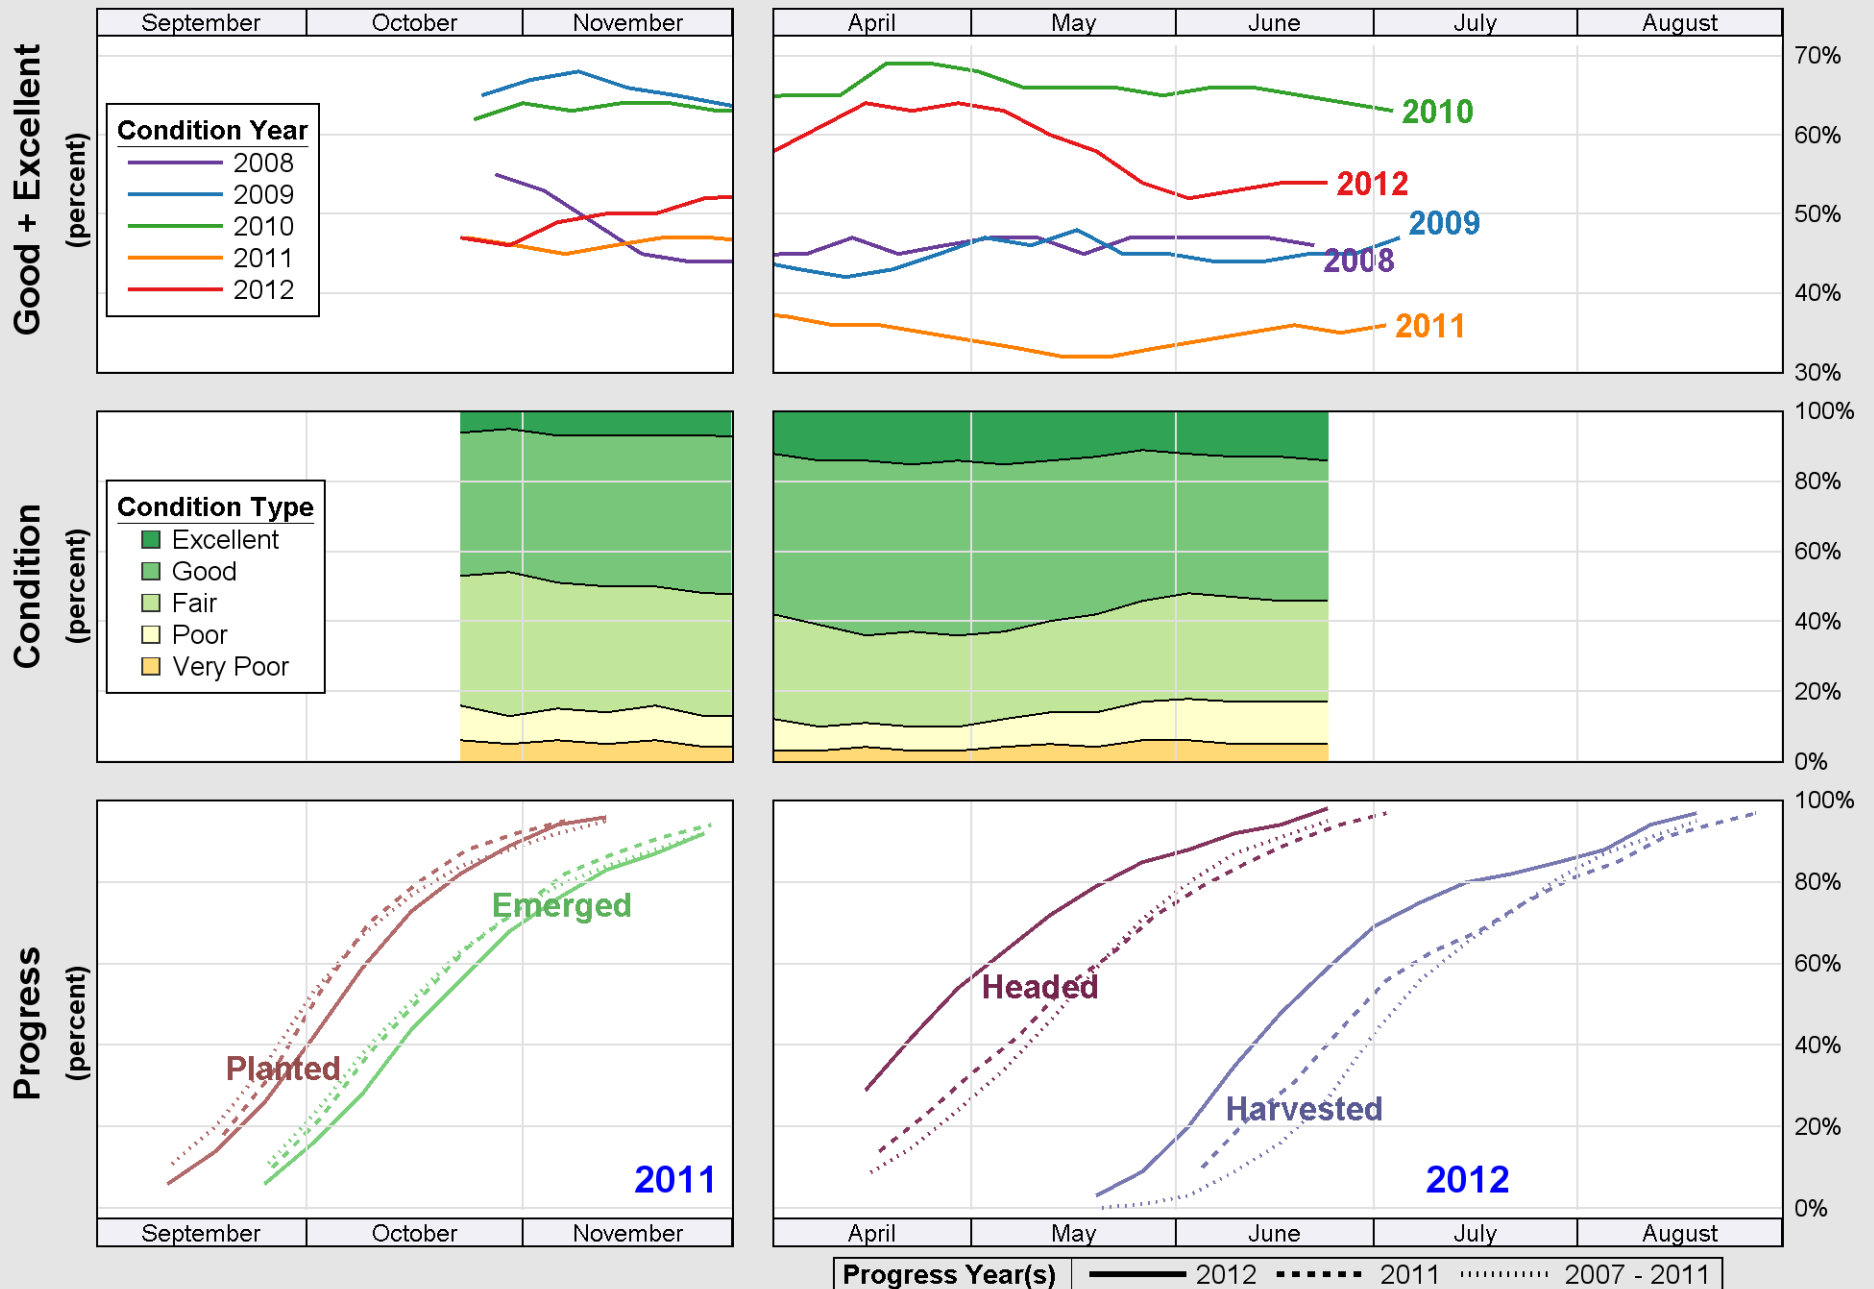 September October November April May June July August
Good + Excellent
(percent)
Condition Year
2008
2009
2010
2011
2012
2010
2012
2009
2008
2011
70%
60%
50%
40%
30%
Condition
(percent)
Condition Type
Excellent
Good
Fair
Poor
Very Poor
100%
80%
60%
40%
20%
0%
Progress
(percent)
Planted
Emerged
2011
Headed
Harvested
2012
100%
80%
60%
40%
20%
0%
September October November April May June July August
Progress Year(s) 2012 2011 2007 - 2011